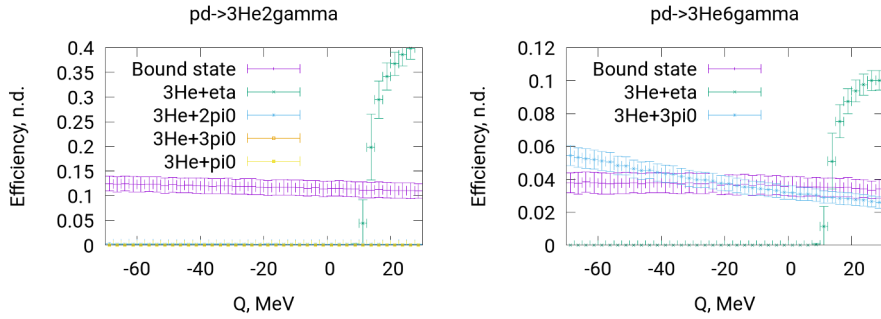 pd->3He2gamma
Efficiency, n.d.
0.4
0.35
0.3
0.25
0.2
0.15
0.1
0.05
0
Bound state
3He+eta
3He+2pi0
3He+3pi0
3He+pi0
-60
-40
-20
0
20
Q, MeV
pd->3He6gamma
Efficiency, n.d.
0.12
0.1
0.08
0.06
0.04
0.02
0
Bound state
3He+eta
3He+3pi0
-60
-40
-20
0
20
Q, MeV